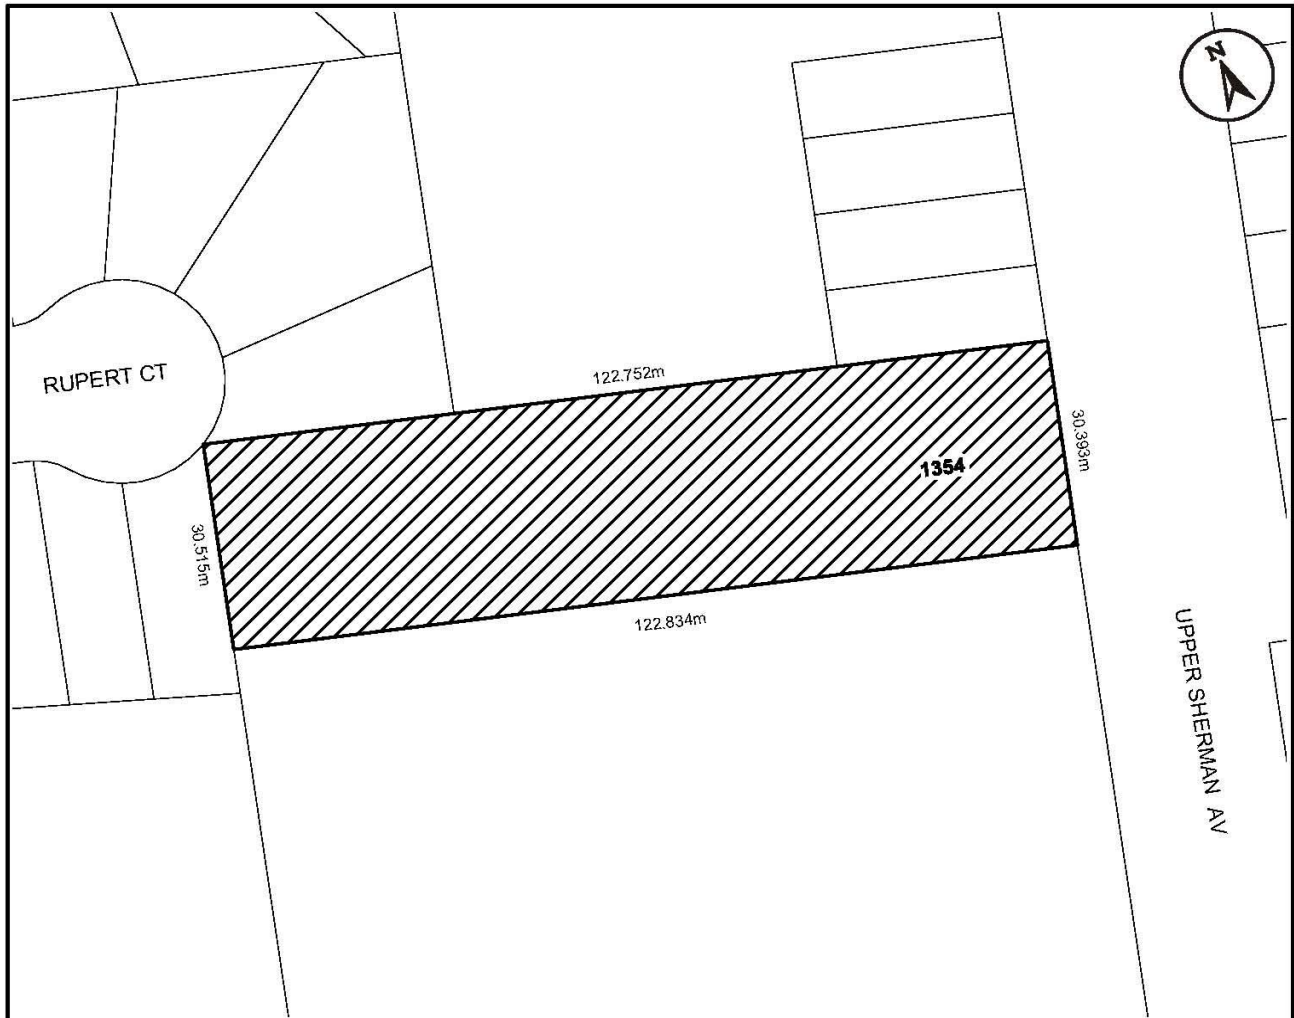 N
RUPERT CT
122.752m
30.393m
1354
30.515m
122.834m
UPPER SHERMAN AV